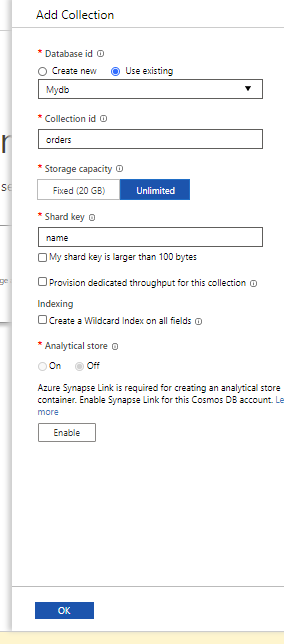 Add Collection
* Database id
Create new Use existing
Mydb
* Collection id
orders
* Storage capacity
Fixed (20 GB) Unlimited
* Shard key
name
My shard key is larger than 100 bytes
Provision dedicated throughput for this collection
Indexing
Create a Wildcard Index on all fields
* Analytical store
On Off
Azure Synapse Link is required for creating an analytical store
container. Enable Synapse Link for this Cosmos DB account. Le
more
Enable
OK